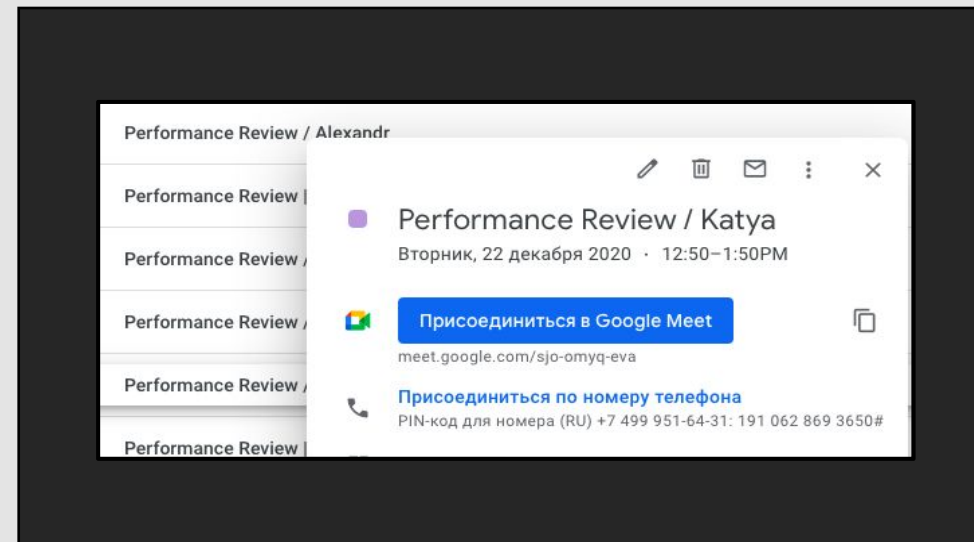 Performance Review / Alexandr
Performance Review |
Performance Review /
Performance Review /
Performance Review /
Performance Review |
Performance Review / Katya
Вторник, 22 декабря 2020 · 12:50–1:50PM
Присоединиться в Google Meet
meet.google.com/sjo-omyq-eva
Присоединиться по номеру телефона
PIN-код для номера (RU) +7 499 951-64-31: 191 062 869 3650#